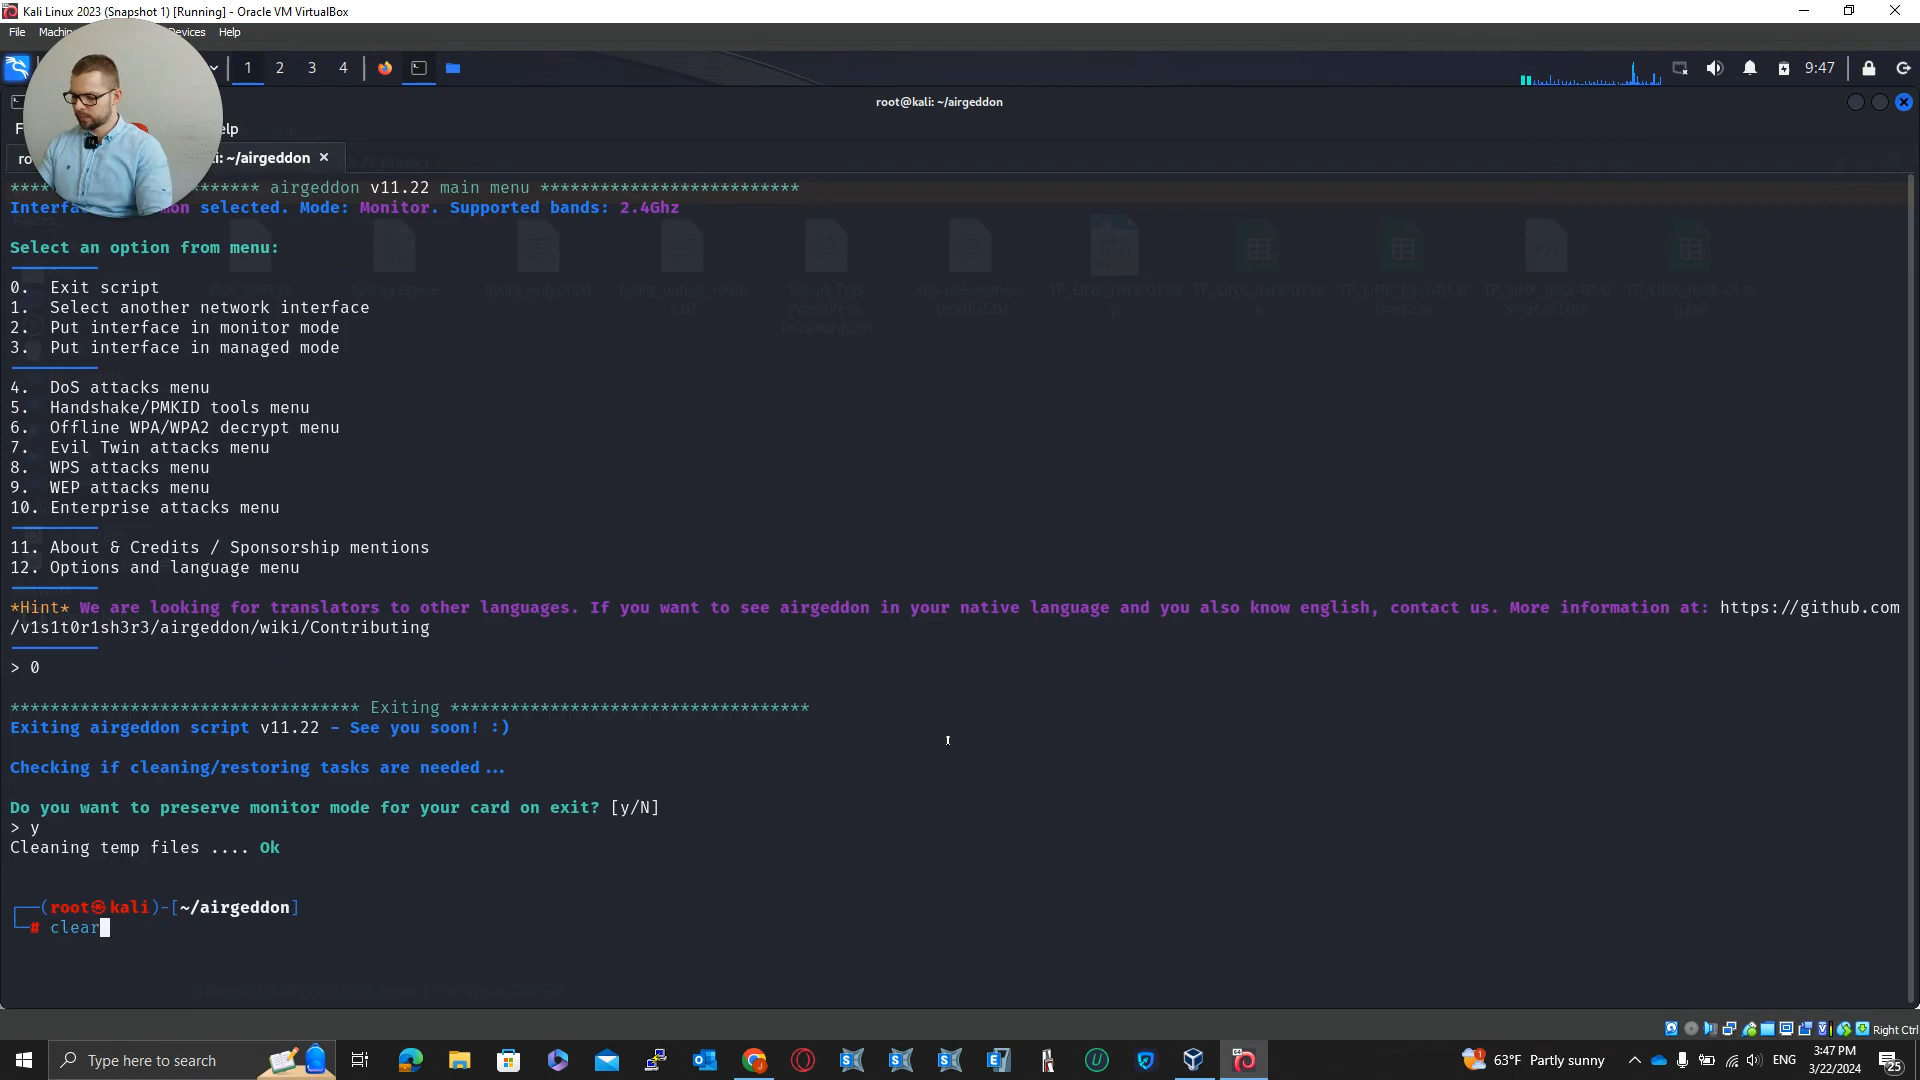 Kali Linux 2023 (Snapshot 1) [Running] - Oracle VM VirtualBox
File Machin Devices Help
1 2 3 4 9:47
root@kali: ~/airgeddon
F elp
ro li: ~/airgeddon ×
**** ********* airgeddon v11.22 main menu **************************
Interfa mon selected. Mode: Monitor. Supported bands: 2.4Ghz
Select an option from menu:
0. Exit script
1. Select another network interface
2. Put interface in monitor mode
3. Put interface in managed mode
4. DoS attacks menu
5. Handshake/PMKID tools menu
6. Offline WPA/WPA2 decrypt menu
7. Evil Twin attacks menu
8. WPS attacks menu
9. WEP attacks menu
10. Enterprise attacks menu
11. About & Credits / Sponsorship mentions
12. Options and language menu
*Hint* We are looking for translators to other languages. If you want to see airgeddon in your native language and you also know english, contact us. More information at: https://github.com
/v1s1t0r1sh3r3/airgeddon/wiki/Contributing
> 0
*********************************** Exiting ************************************
Exiting airgeddon script v11.22 - See you soon! :)
Checking if cleaning/restoring tasks are needed...
Do you want to preserve monitor mode for your card on exit? [y/N]
> y
Cleaning temp files .... Ok
┌──(root㉿kali)-[~/airgeddon]
└─# clear
Right Ctrl
Type here to search
63°F Partly sunny
ENG
3:47 PM
3/22/2024
25